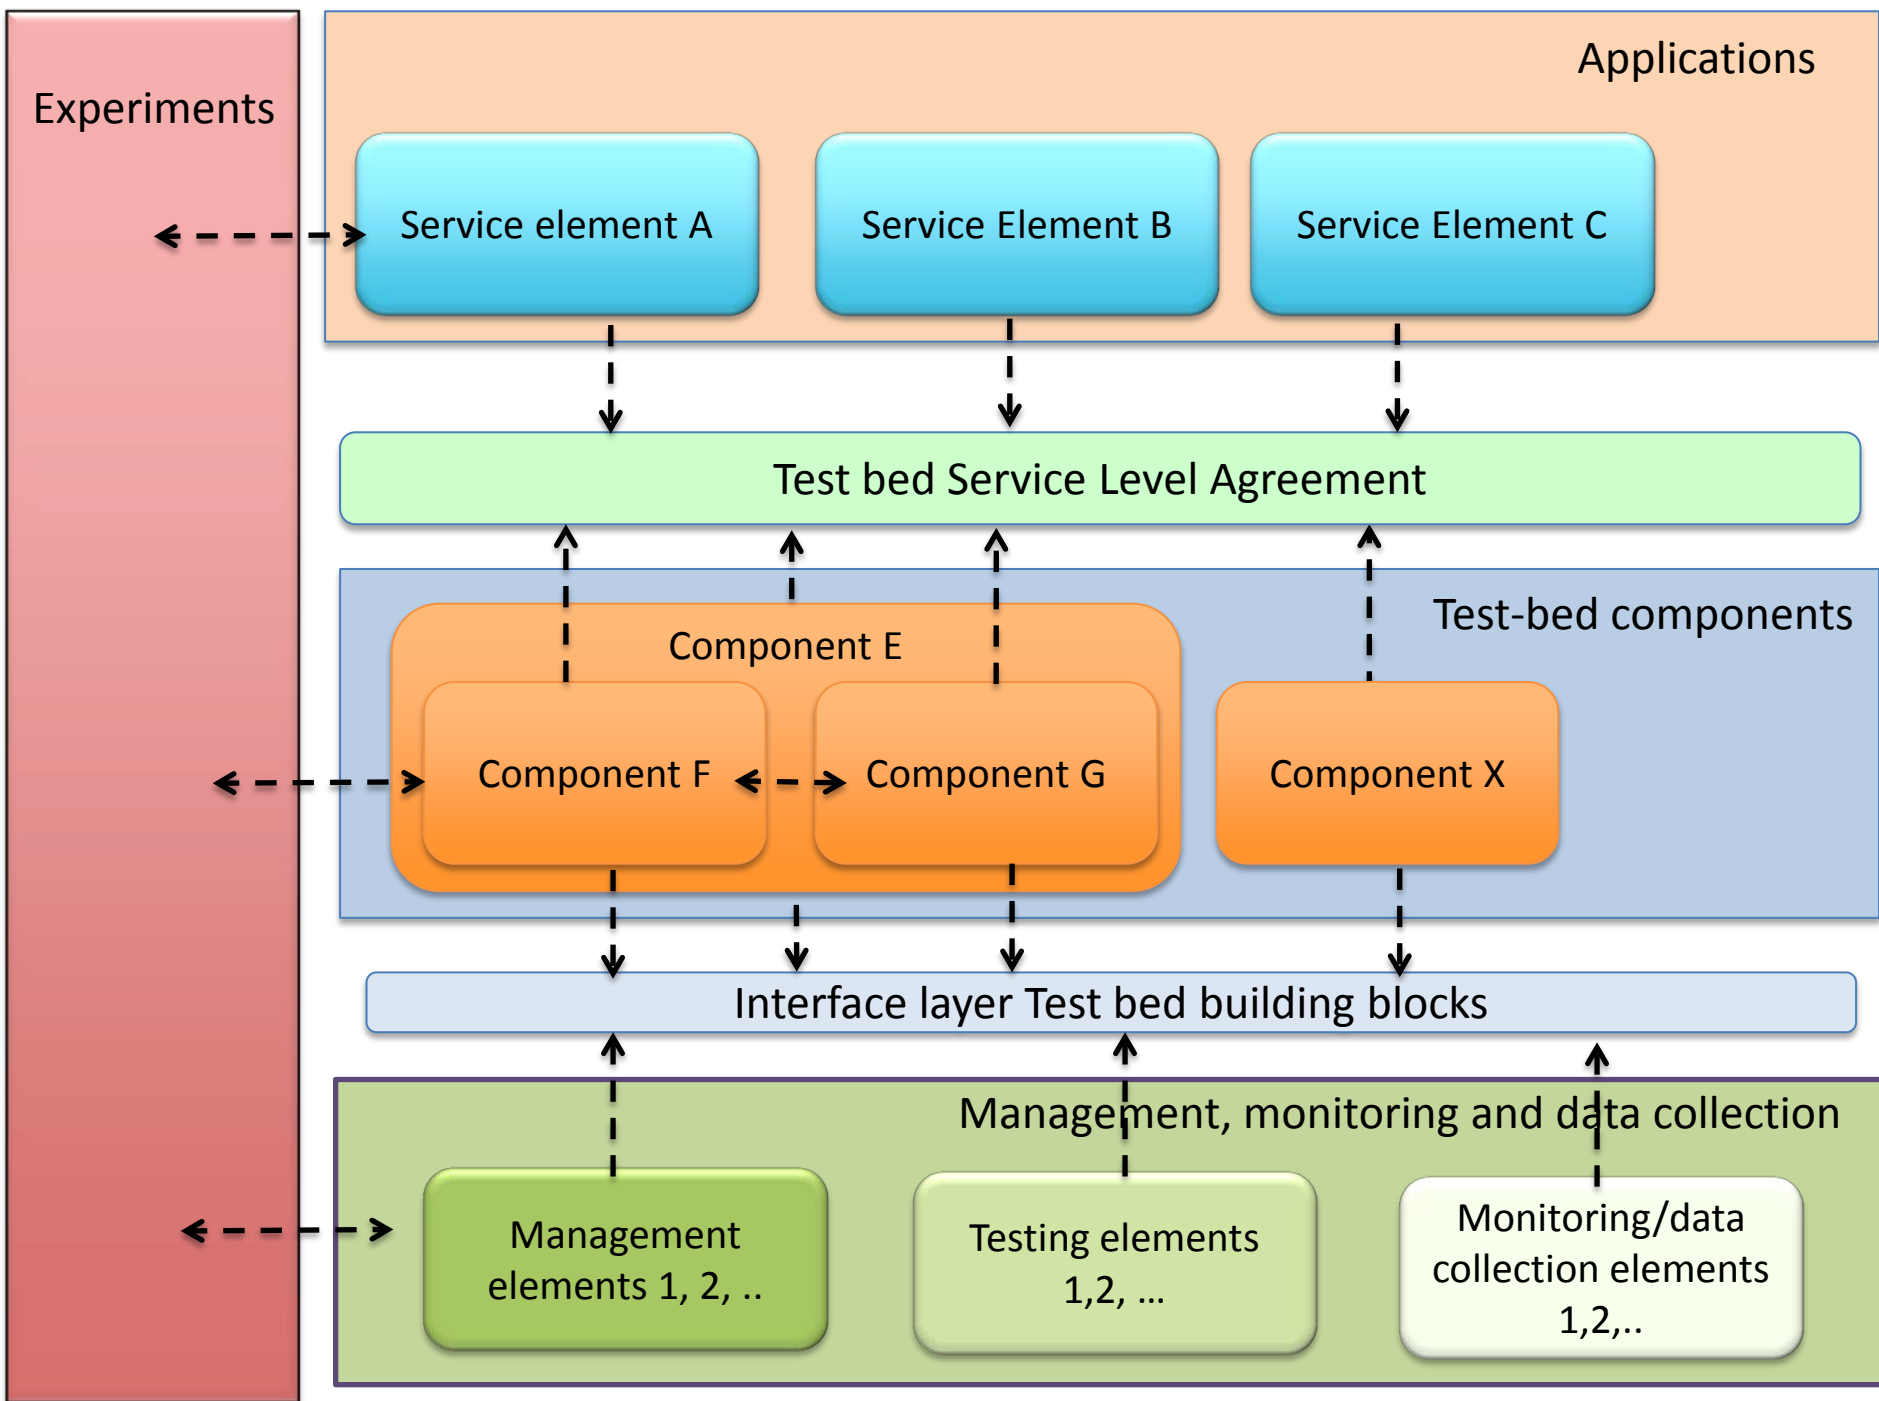 Experiments
Applications
Service element A
Service Element B
Service Element C
Test bed Service Level Agreement
Test-bed components
Component E
Component F
Component G
Component X
Interface layer Test bed building blocks
Management, monitoring and data collection
Management
elements 1, 2, ..
Testing elements
1,2, ...
Monitoring/data
collection elements
1,2,..